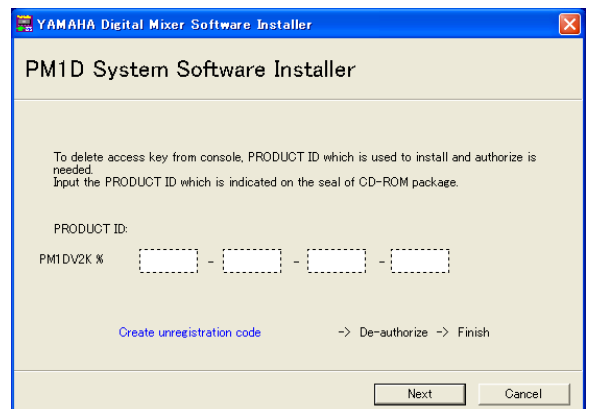 YAMAHA Digital Mixer Software Installer
PM1D System Software Installer
To delete access key from console, PRODUCT ID which is used to install and authorize is
needed.
Input the PRODUCT ID which is indicated on the seal of CD-ROM package.
PRODUCT ID:
PM1DV2K % - - -
Create unregistration code -> De-authorize -> Finish
Next Cancel